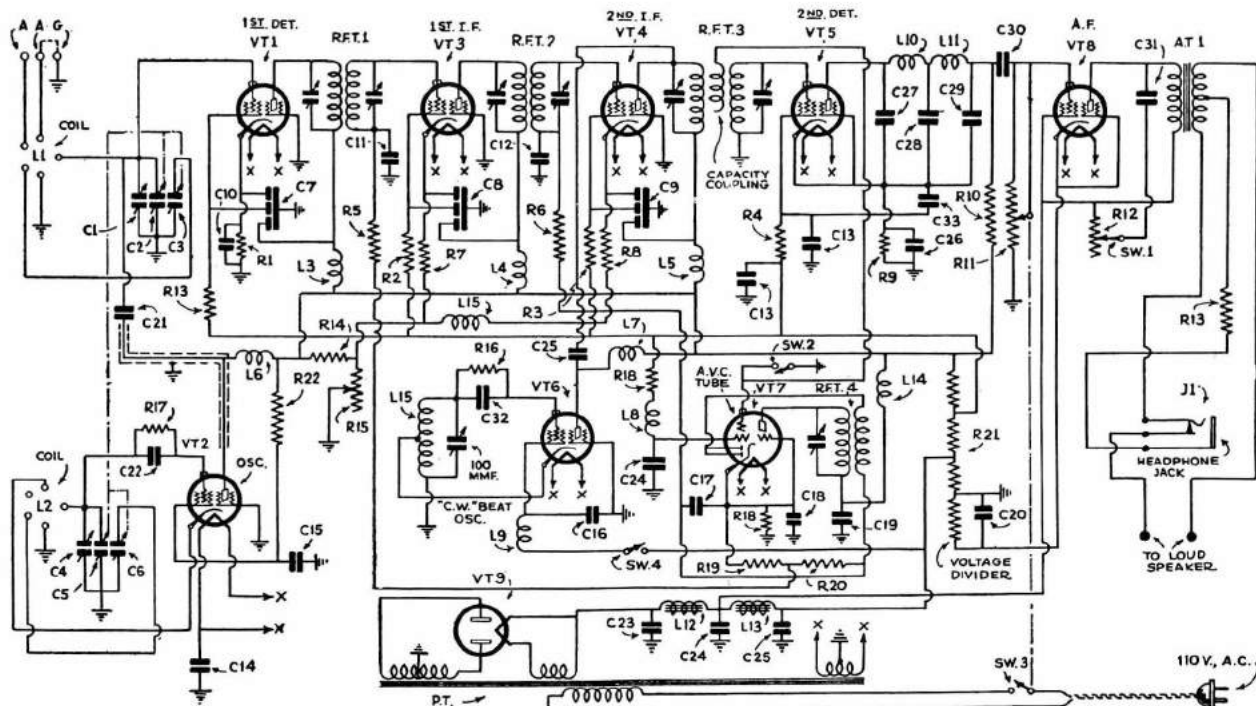 A A G
1ST. DET.
VT1
R.F.T.1
1ST. I.F.
VT3
R.F.T.2
2ND. I.F.
VT4
R.F.T.3
2ND. DET.
VT5
L10
L11
C30
A.F.
VT8
C31
A.T.1
COIL
L1
C1
C2
C3
C10
C7
R1
L3
C11
R5
R2
C8
R7
L4
C12
R6
C9
R8
L5
CAPACITY
COUPLING
R4
C13
C13
C27
C28
C29
C33
C26
R9
R10
R11
R12
SW.1
R13
X X
X X
X X
X X
X X
R13
C21
L6
R14
R15
R22
L15
R3
L7
C25
R16
C32
VT6
L15
100
MMF.
"C.W." BEAT
OSC.
X X
C16
L9
SW.4
R18
L8
C24
SW.2
A.V.C.
TUBE
VT7
R.F.T.4
L14
X X
C17
R18
C18
C19
R19
R20
R21
C20
VOLTAGE
DIVIDER
J1
HEADPHONE
JACK
TO LOUD
SPEAKER
R17
C22
VT2
OSC.
COIL
L2
C4
C5
C6
C15
X
X
C14
VT9
C23
L12
C24
L13
C25
X X
P.T.
SW.3
110 V., A.C.